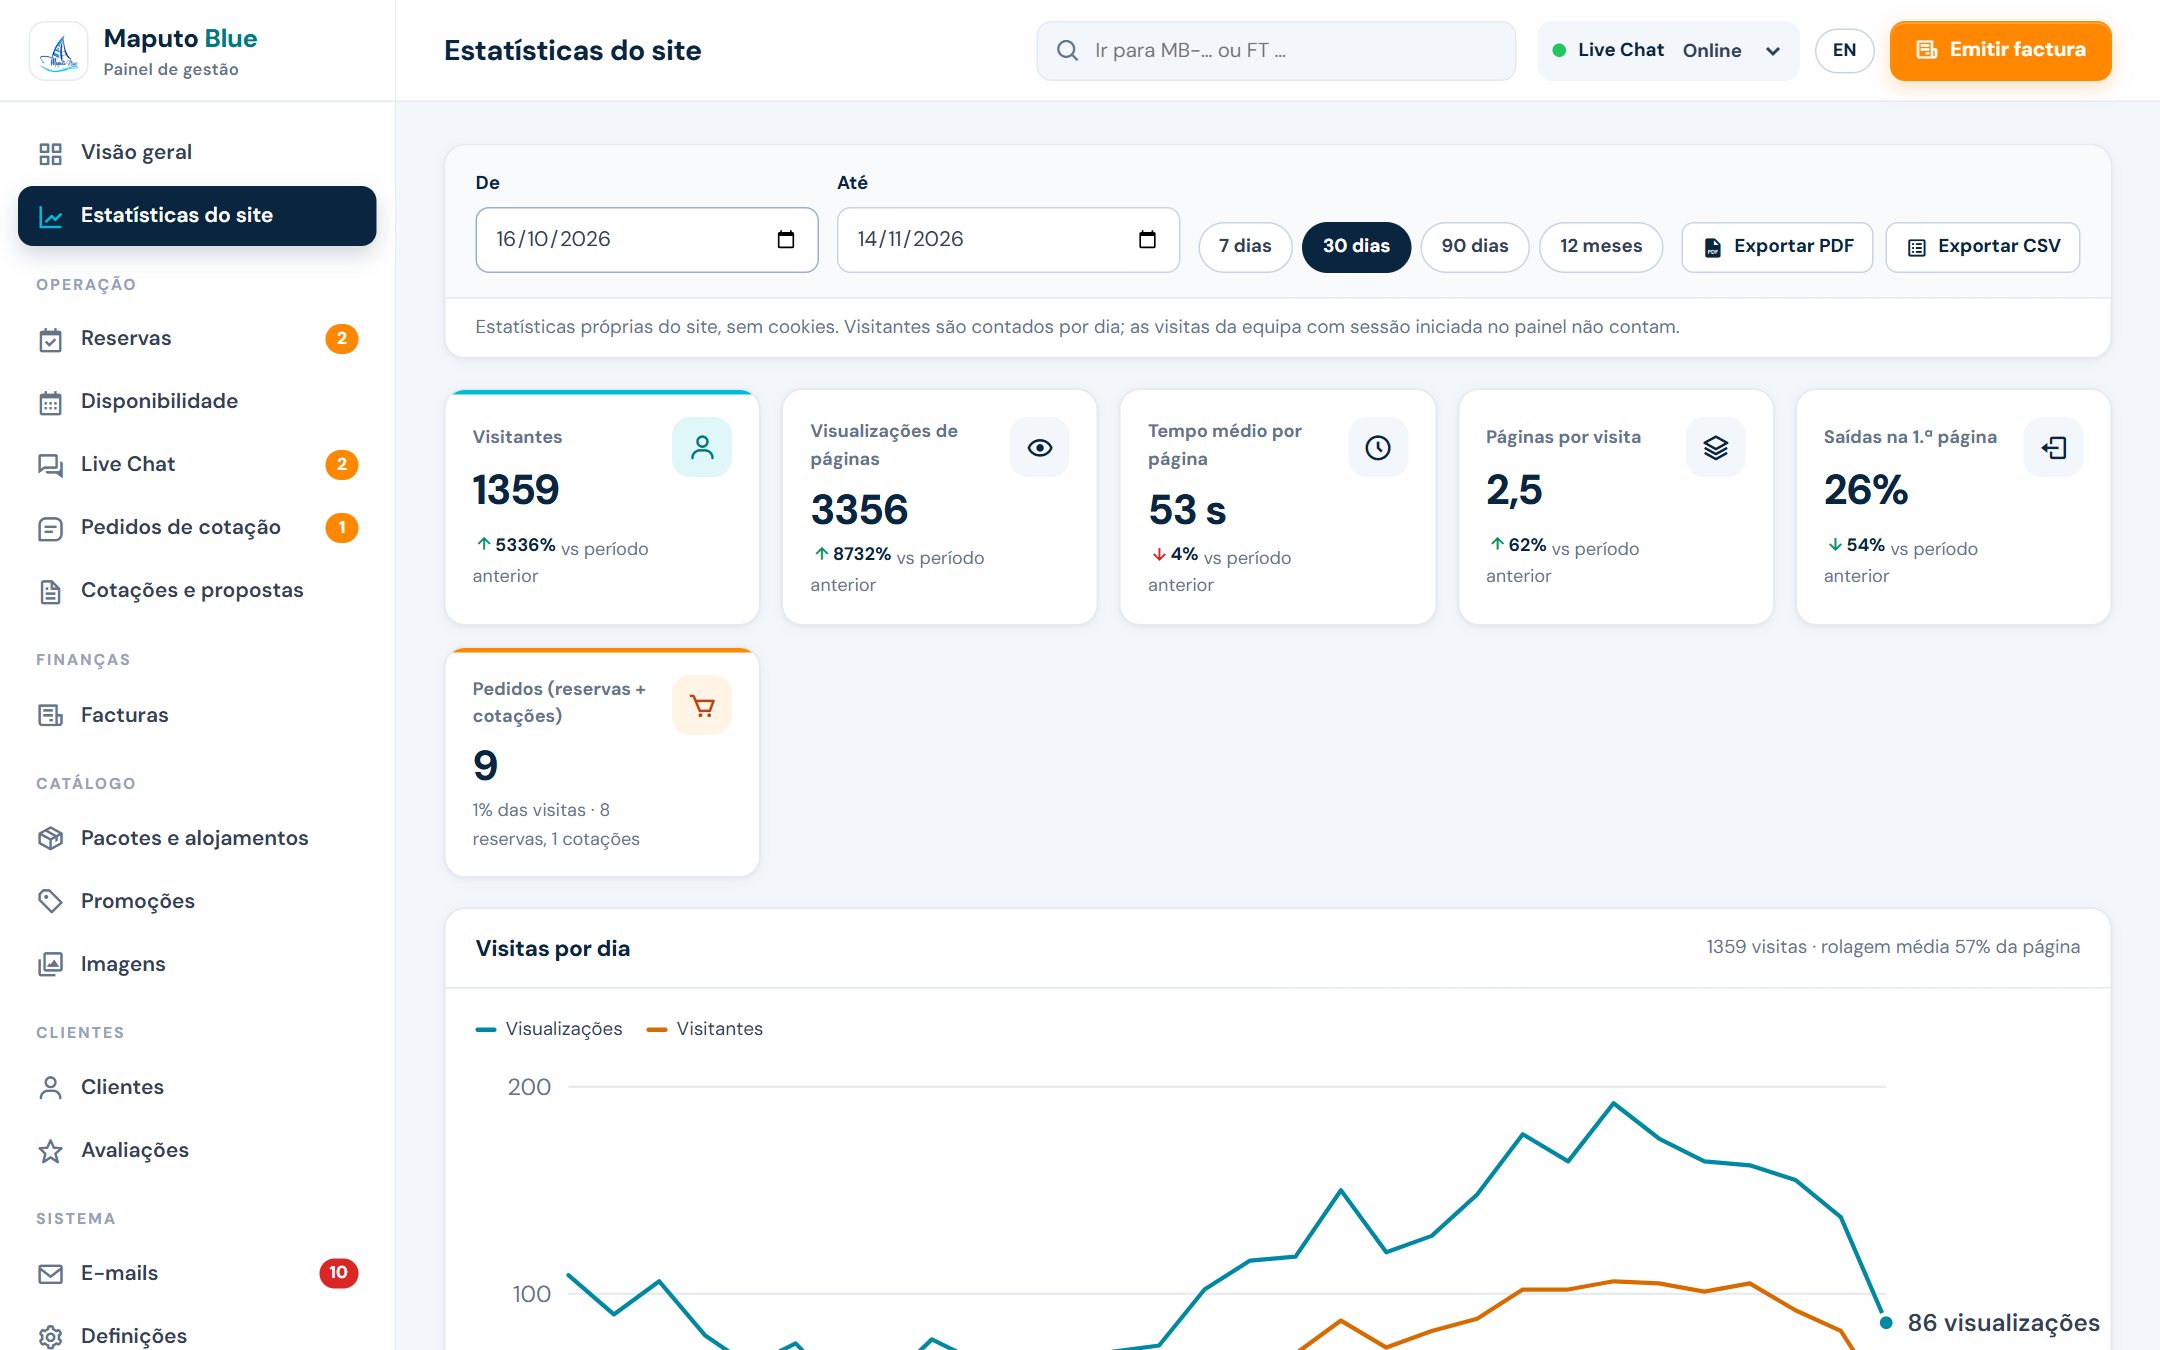 Maputo Blue
Painel de gestão
Estatísticas do site
Ir para MB-... ou FT ...
Live Chat Online
EN
Emitir factura
Visão geral
Estatísticas do site
OPERAÇÃO
Reservas 2
Disponibilidade
Live Chat 2
Pedidos de cotação 1
Cotações e propostas
FINANÇAS
Facturas
CATÁLOGO
Pacotes e alojamentos
Promoções
Imagens
CLIENTES
Clientes
Avaliações
SISTEMA
E-mails 10
Definições
De
16/10/2026
Até
14/11/2026
7 dias
30 dias
90 dias
12 meses
Exportar PDF
Exportar CSV
Estatísticas próprias do site, sem cookies. Visitantes são contados por dia; as visitas da equipa com sessão iniciada no painel não contam.
Visitantes
1359
5336% vs período
anterior
Visualizações de
páginas
3356
8732% vs período
anterior
Tempo médio por
página
53 s
4% vs período
anterior
Páginas por visita
2,5
62% vs período
anterior
Saídas na 1.ª página
26%
54% vs período
anterior
Pedidos (reservas +
cotações)
9
1% das visitas · 8
reservas, 1 cotações
Visitas por dia
1359 visitas · rolagem média 57% da página
Visualizações
Visitantes
200
100
86 visualizações